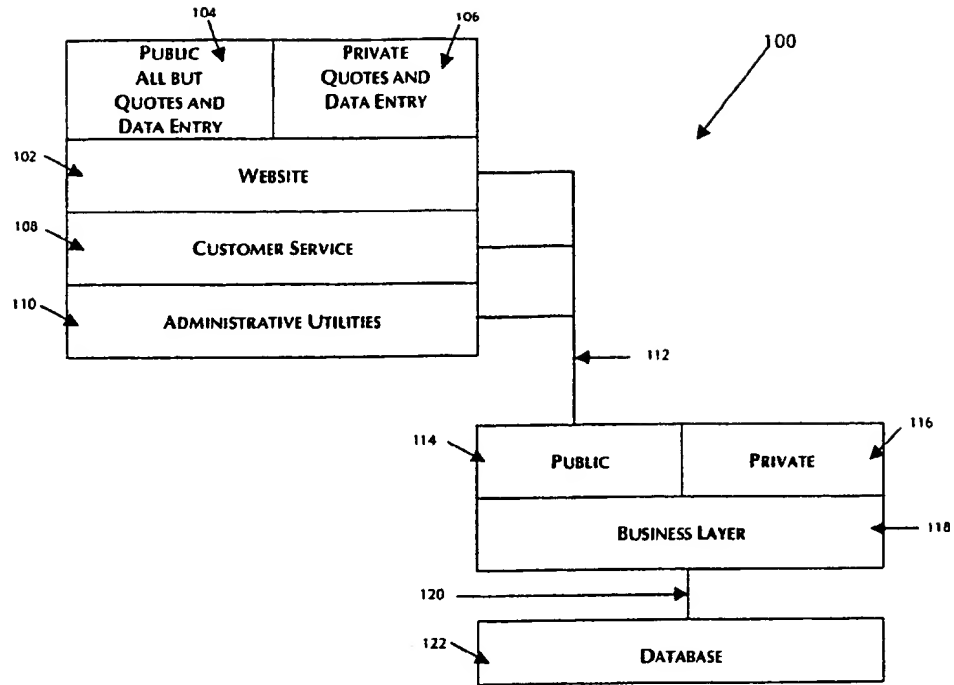 104
106
100
PUBLIC
ALL BUT
QUOTES AND
DATA ENTRY
PRIVATE
QUOTES AND
DATA ENTRY
102
WEBSITE
108
CUSTOMER SERVICE
110
ADMINISTRATIVE UTILITIES
112
114
PUBLIC
PRIVATE
116
BUSINESS LAYER
118
120
122
DATABASE